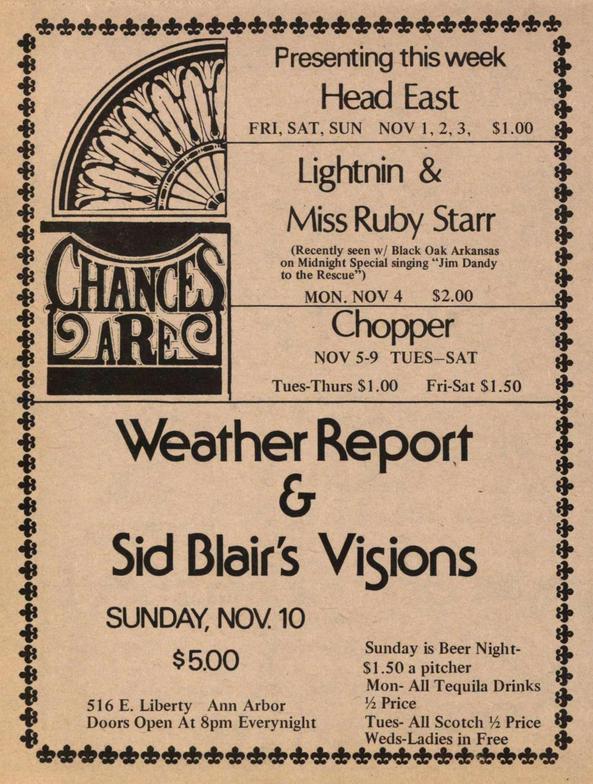 Presenting this week
Head East
FRI, SAT, SUN NOV 1, 2, 3, $1.00
Lightnin &
Miss Ruby Starr
(Recently seen w/ Black Oak Arkansas
on Midnight Special singing "Jim Dandy
to the Rescue")
MON. NOV 4 $2.00
CHANCES
ARE
Chopper
NOV 5-9 TUES–SAT
Tues-Thurs $1.00 Fri-Sat $1.50
Weather Report
&
Sid Blair's Visions
SUNDAY, NOV. 10
$5.00
516 E. Liberty Ann Arbor
Doors Open At 8pm Everynight
Sunday is Beer Night-
$1.50 a pitcher
Mon- All Tequila Drinks
½ Price
Tues- All Scotch ½ Price
Weds-Ladies in Free